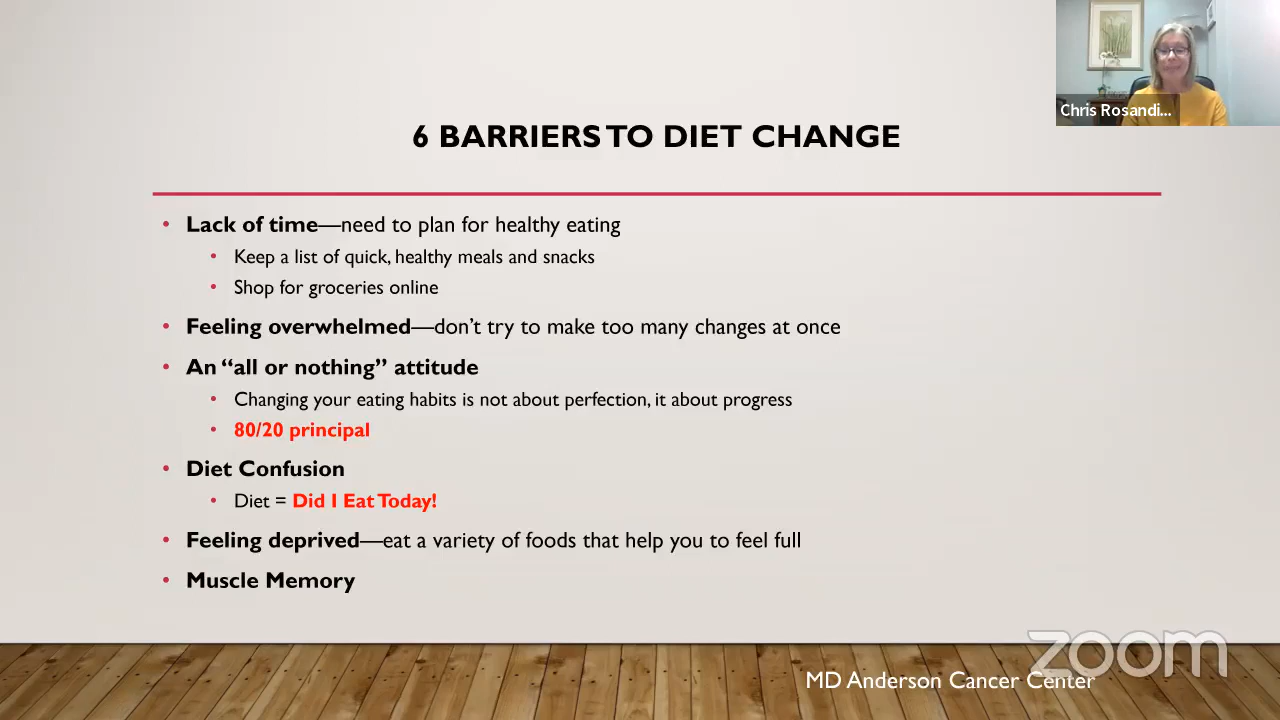 Chris Rosandi...
6 BARRIERS TO DIET CHANGE
• Lack of time—need to plan for healthy eating
• Keep a list of quick, healthy meals and snacks
• Shop for groceries online
• Feeling overwhelmed—don't try to make too many changes at once
• An “all or nothing” attitude
• Changing your eating habits is not about perfection, it about progress
• 80/20 principal
• Diet Confusion
• Diet = Did I Eat Today!
• Feeling deprived—eat a variety of foods that help you to feel full
• Muscle Memory
zoom
MD Anderson Cancer Center